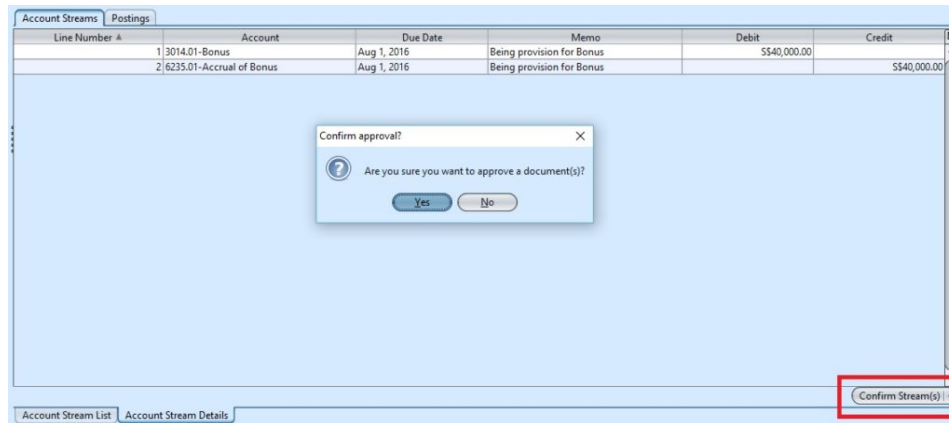 Account Streams Postings
Line Number Account Due Date Memo Debit Credit
1 3014.01-Bonus Aug 1, 2016 Being provision for Bonus S$40,000.00
2 6235.01-Accrual of Bonus Aug 1, 2016 Being provision for Bonus S$40,000.00
Confirm approval?
Are you sure you want to approve a document(s)?
Yes No
Confirm Stream(s)
Account Stream List Account Stream Details